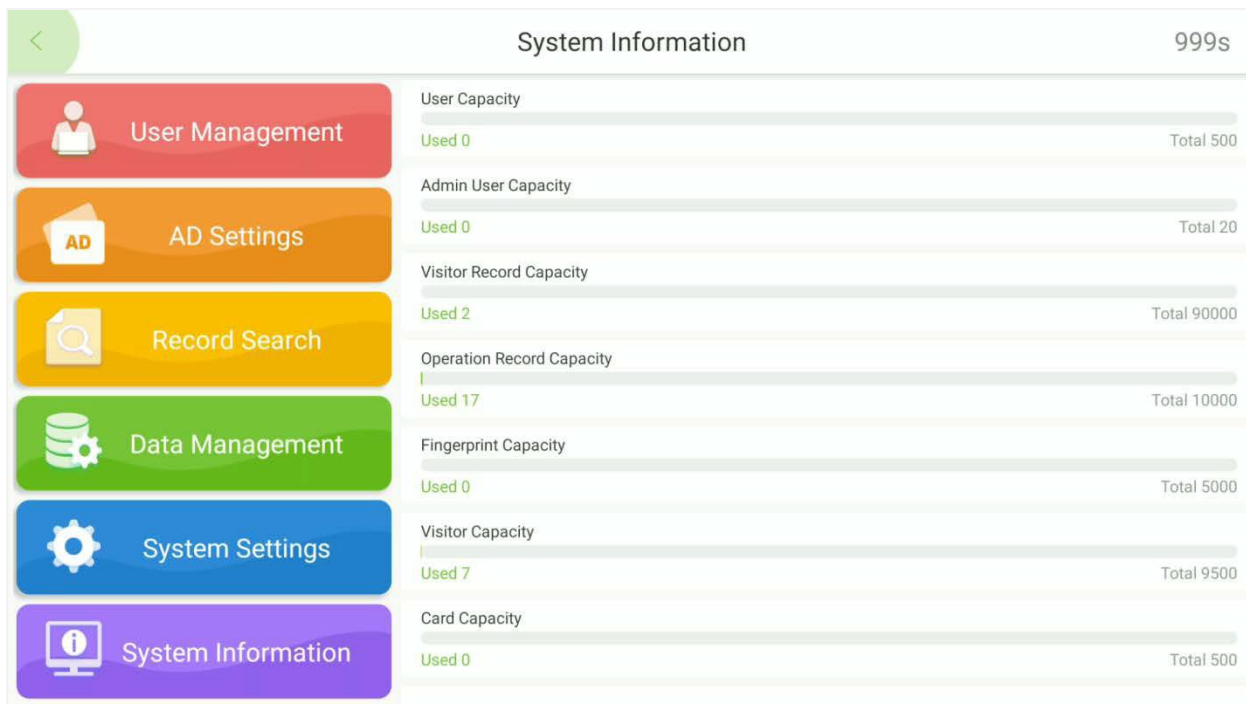 System Information
999s
User Management
AD
AD Settings
Record Search
Data Management
System Settings
System Information
User Capacity
Used 0 Total 500
Admin User Capacity
Used 0 Total 20
Visitor Record Capacity
Used 2 Total 90000
Operation Record Capacity
Used 17 Total 10000
Fingerprint Capacity
Used 0 Total 5000
Visitor Capacity
Used 7 Total 9500
Card Capacity
Used 0 Total 500